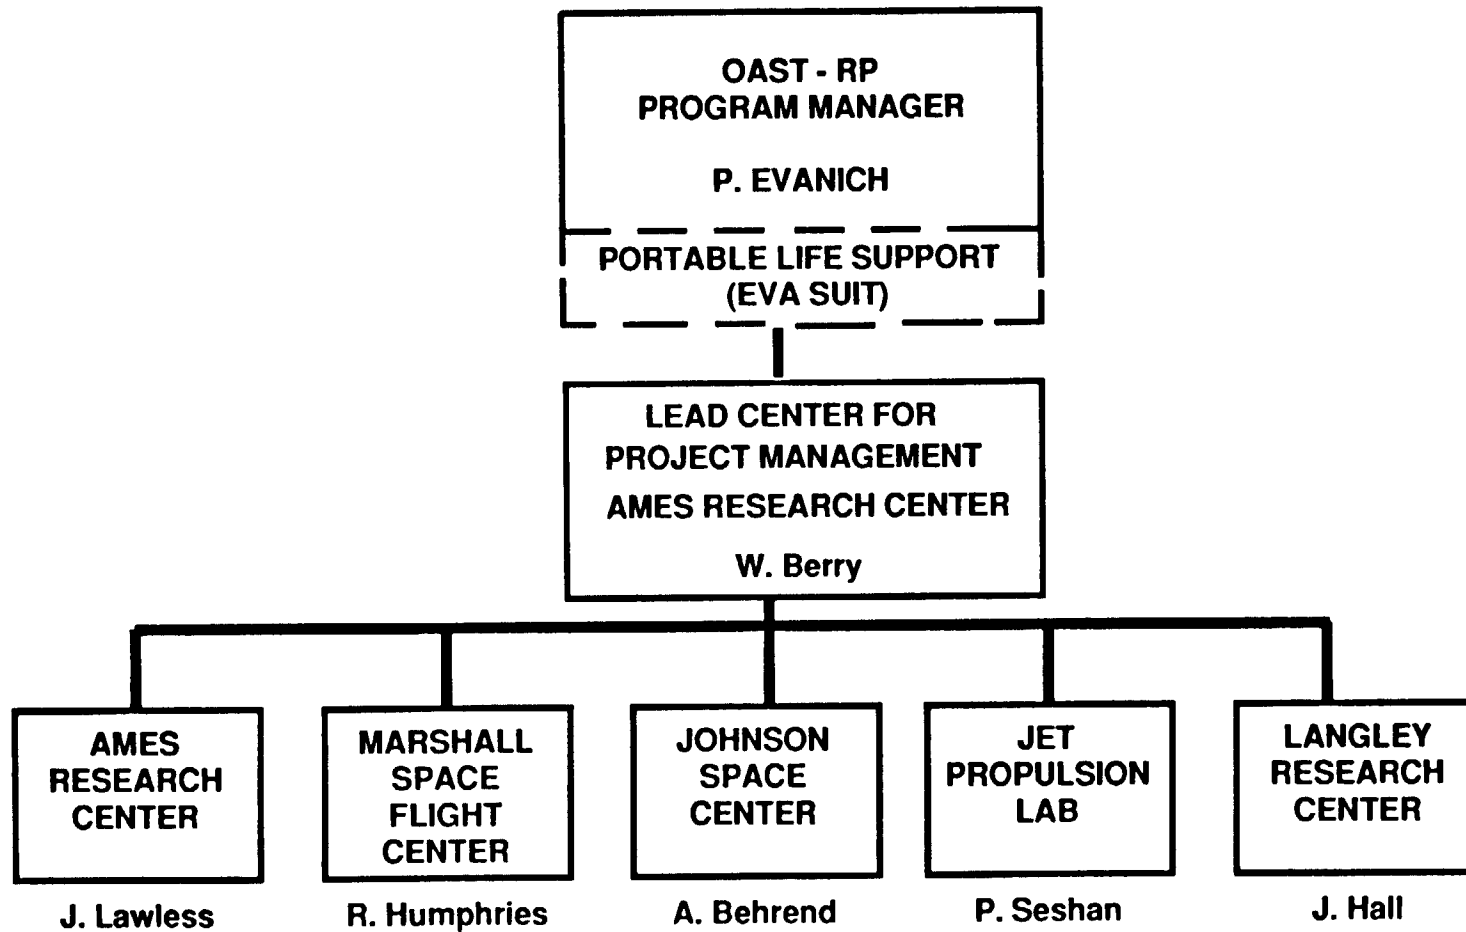 OAST - RP
PROGRAM MANAGER
P. EVANICH
PORTABLE LIFE SUPPORT
(EVA SUIT)
LEAD CENTER FOR
PROJECT MANAGEMENT
AMES RESEARCH CENTER
W. Berry
AMES
RESEARCH
CENTER
J. Lawless
MARSHALL
SPACE
FLIGHT
CENTER
R. Humphries
JOHNSON
SPACE
CENTER
A. Behrend
JET
PROPULSION
LAB
P. Seshan
LANGLEY
RESEARCH
CENTER
J. Hall